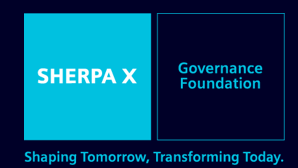 SHERPA X
Governance
Foundation
Shaping Tomorrow, Transforming Today.